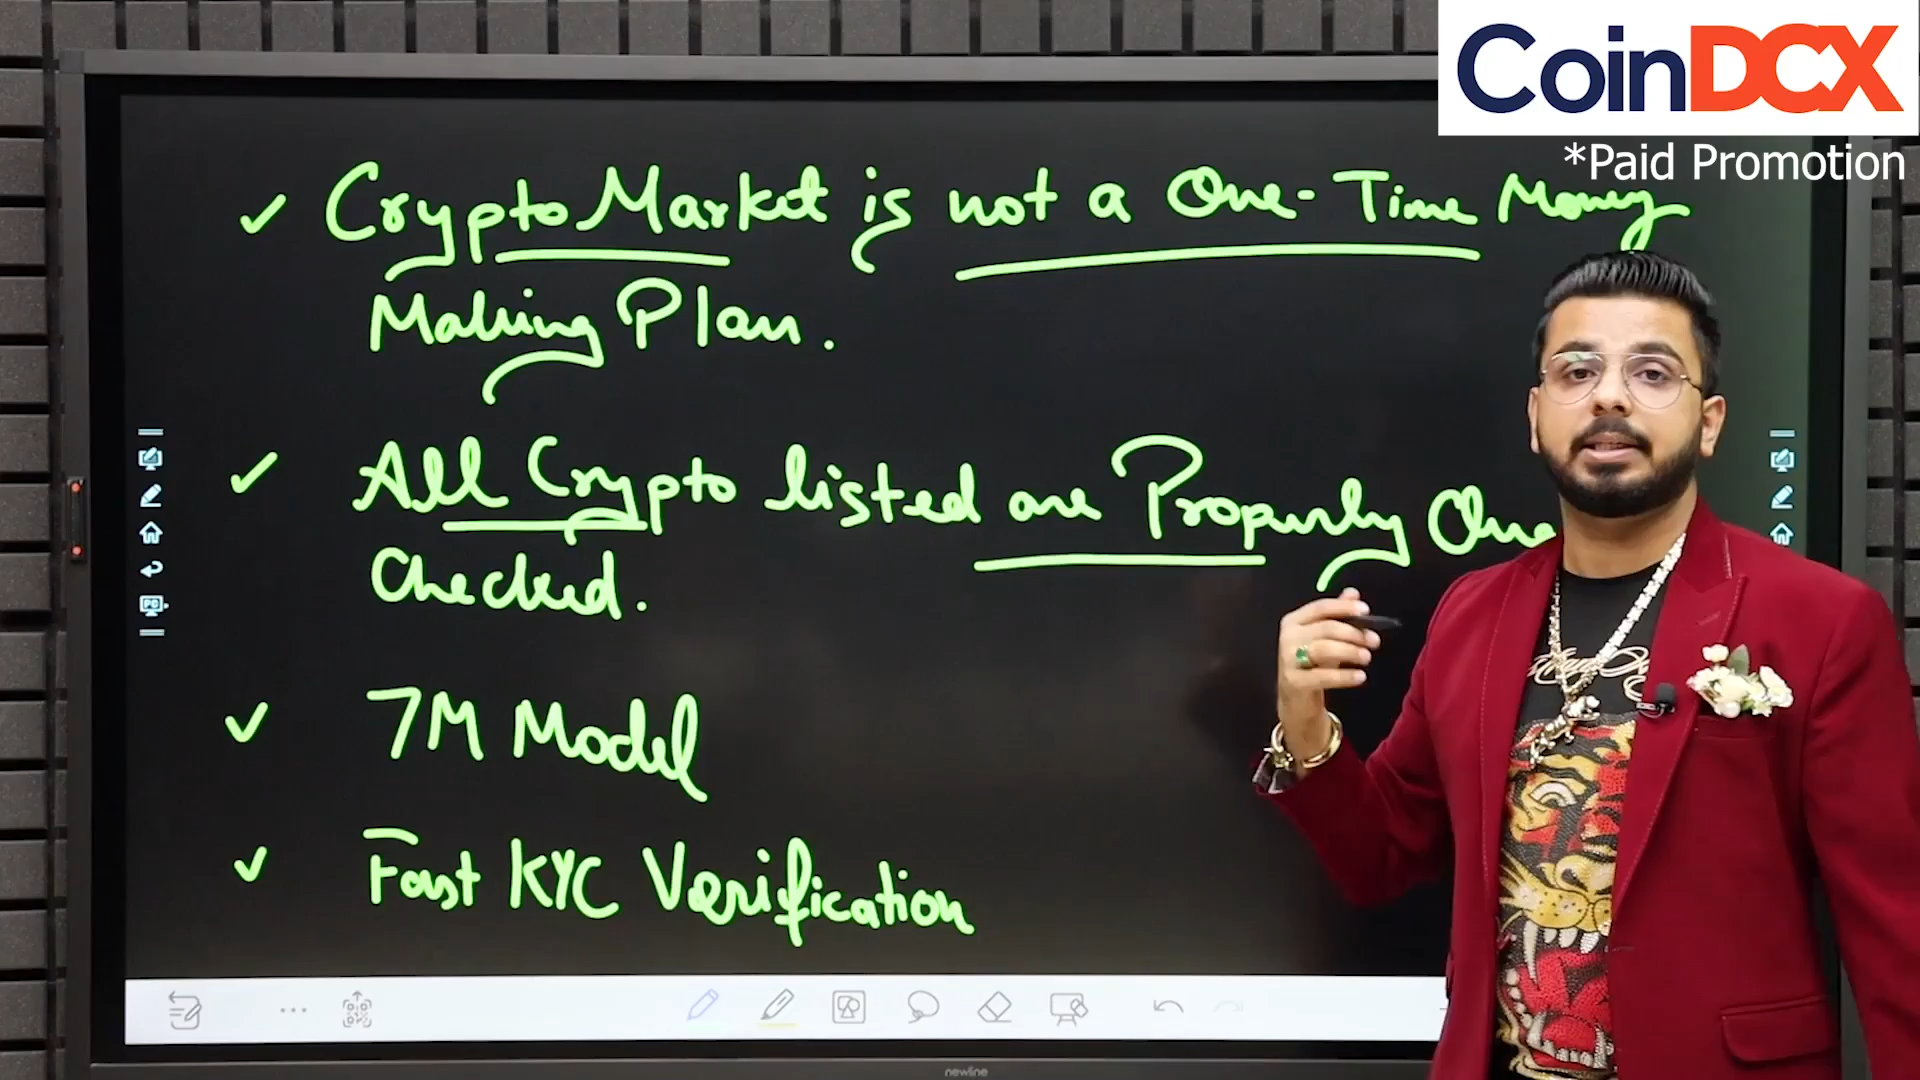 CoinDCX
*Paid Promotion
Crypto Market is not a One-Time Money
Making Plan.
All Crypto listed are Properly
Checked.
7M Model
Fast KYC Verification
newline